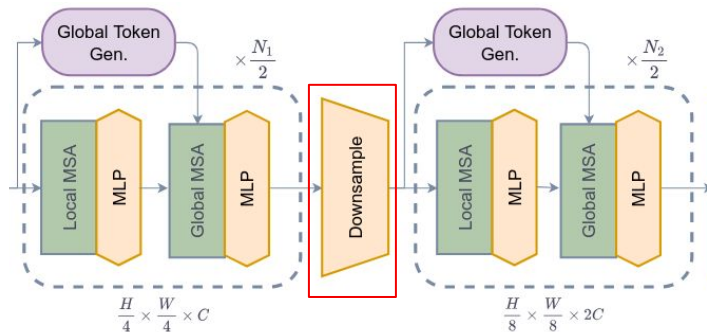 Global Token
Gen.
× N₁/2
Local MSA
MLP
Global MSA
MLP
H/4 × W/4 × C
Downsample
Global Token
Gen.
× N₂/2
Local MSA
MLP
Global MSA
MLP
H/8 × W/8 × 2C